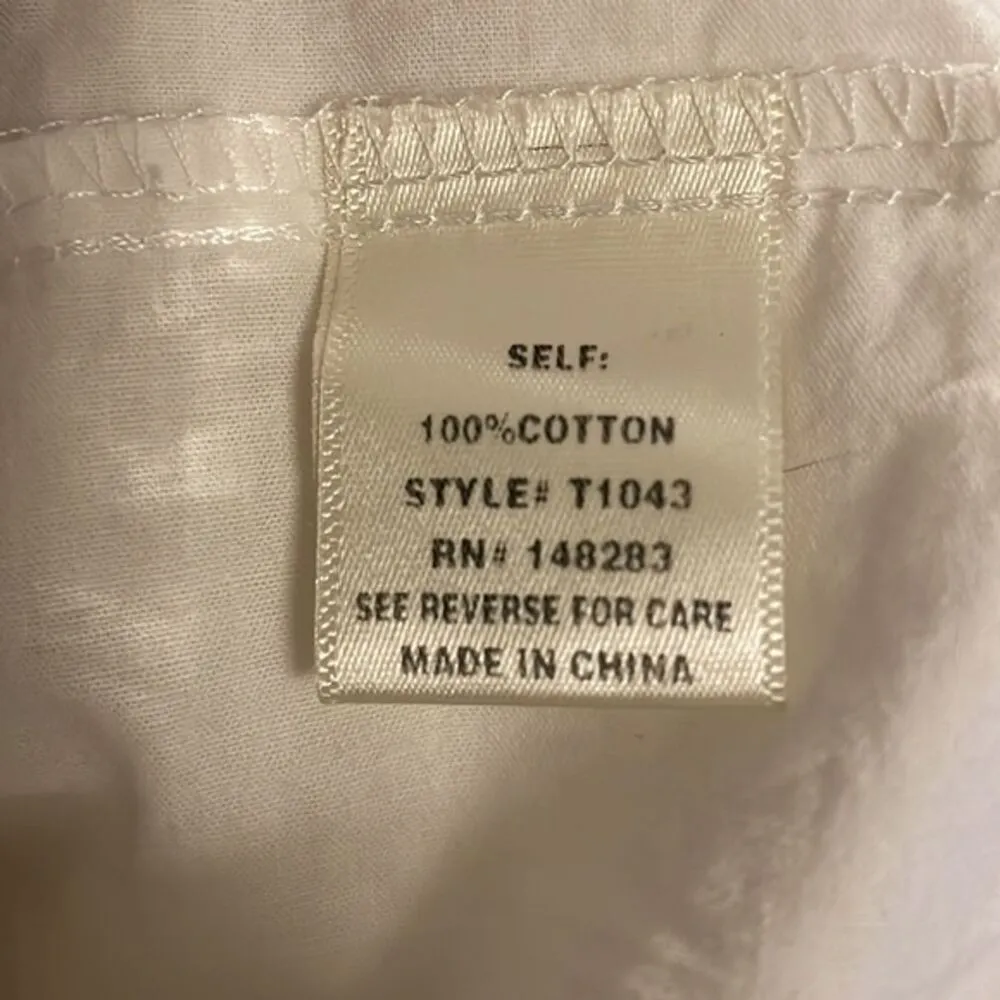 SELF:
100%COTTON
STYLE# T1043
RN# 148283
SEE REVERSE FOR CARE
MADE IN CHINA